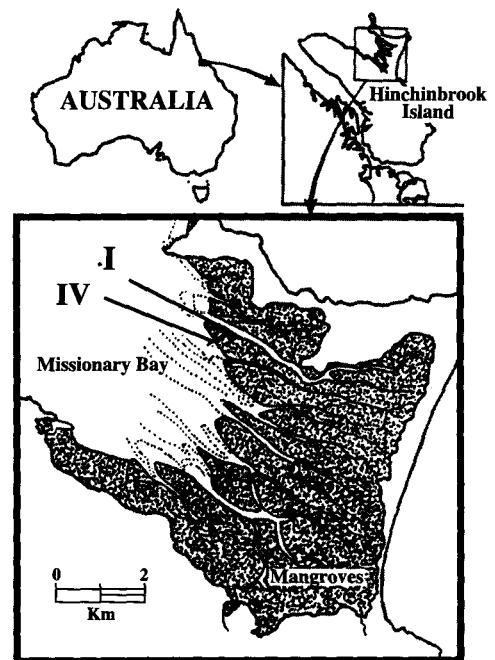 AUSTRALIA
Hinchinbrook
Island
.I
IV
Missionary Bay
Mangroves
0 2
Km